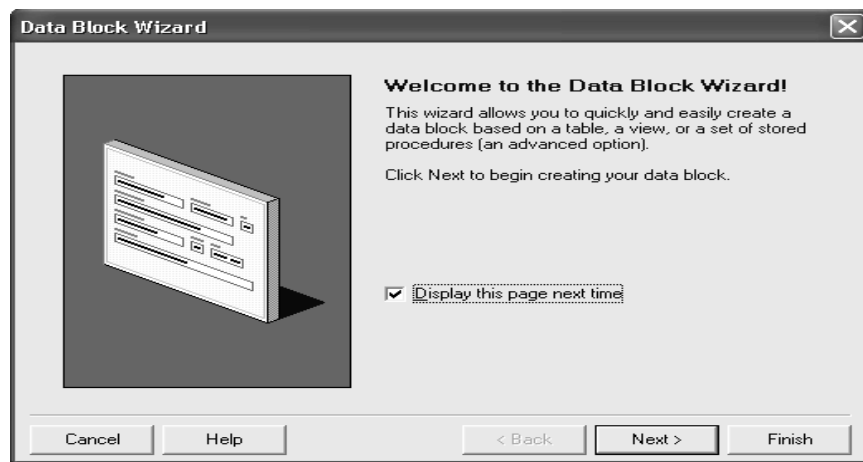 Data Block Wizard
Welcome to the Data Block Wizard!
This wizard allows you to quickly and easily create a
data block based on a table, a view, or a set of stored
procedures (an advanced option).
Click Next to begin creating your data block.
Display this page next time
Cancel
Help
< Back
Next >
Finish